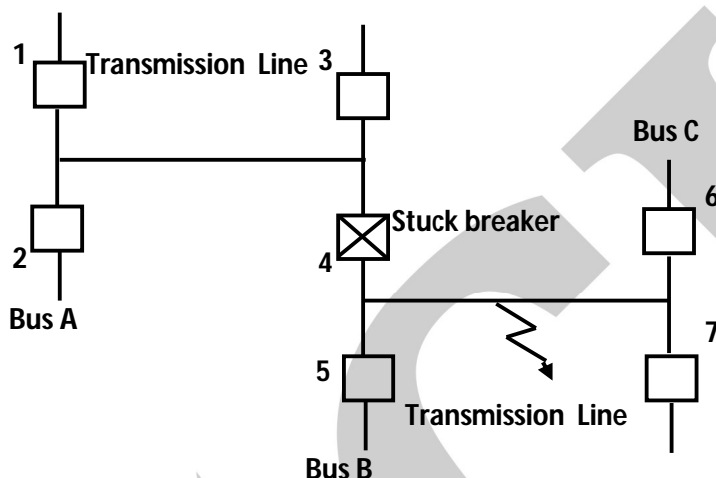 1 Transmission Line 3
Bus C
6
2 Stuck breaker
4
Bus A
7
5
Transmission Line
Bus B